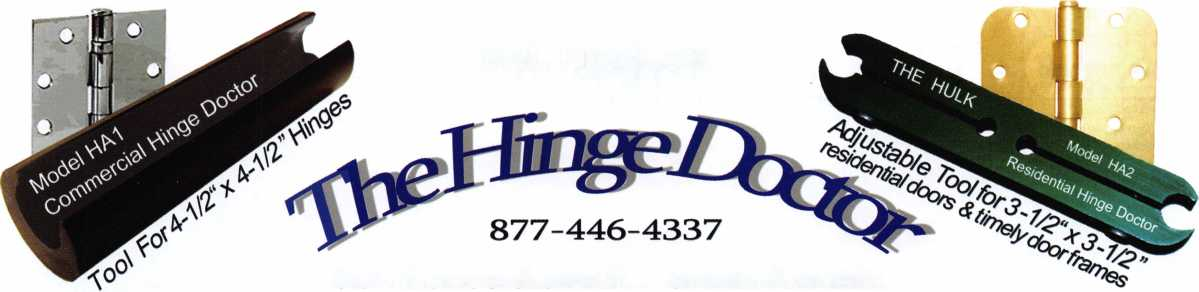 Model HA1
Commercial Hinge Doctor
Tool For 4-1/2" x 4-1/2" Hinges
The Hinge Doctor
877-446-4337
THE HULK
Model HA2
Residential Hinge Doctor
Adjustable Tool for 3-1/2" x 3-1/2"
residential doors & timely door frames